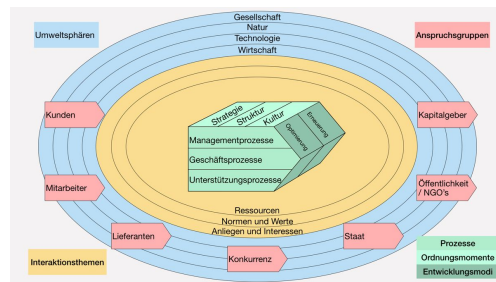 Gesellschaft
Natur
Technologie
Wirtschaft
Umweltsphären
Anspruchsgruppen
Kunden
Kapitalgeber
Strategie
Struktur
Kultur
Optimierung
Erneuerung
Managementprozesse
Geschäftsprozesse
Unterstützungsprozesse
Mitarbeiter
Öffentlichkeit
/ NGO's
Ressourcen
Normen und Werte
Anliegen und Interessen
Lieferanten
Konkurrenz
Staat
Interaktionsthemen
Prozesse
Ordnungsmomente
Entwicklungsmodi